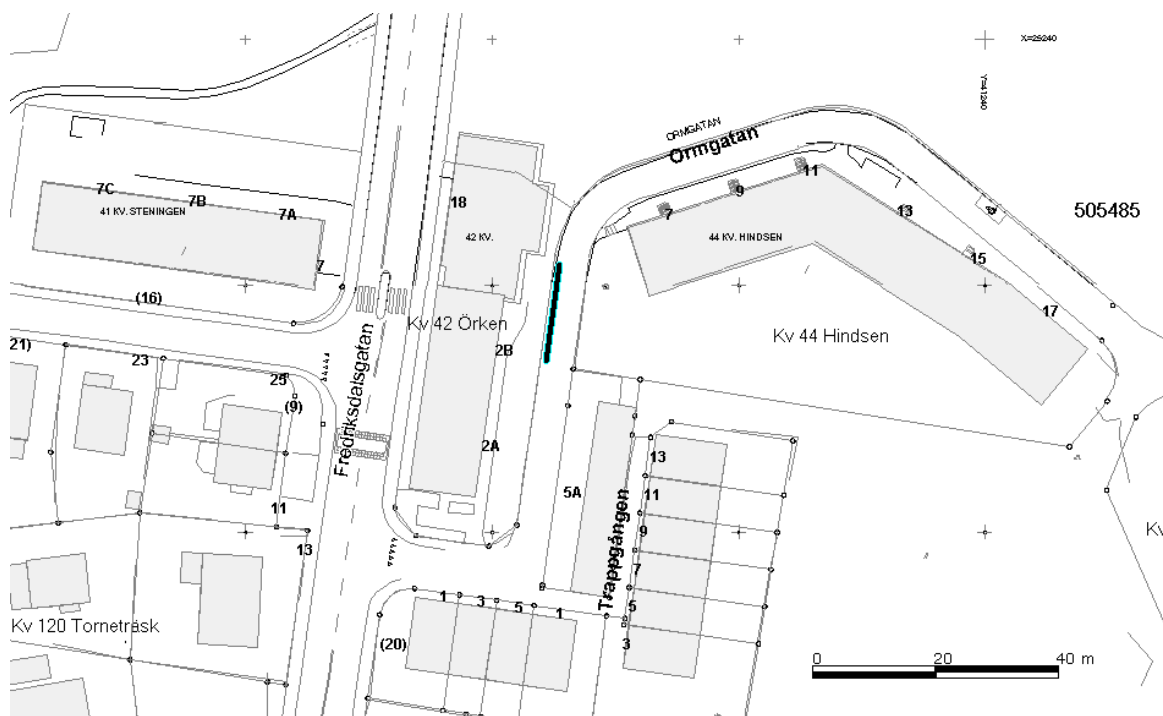 X=29240
Y=41240
ORMGATAN
Ormgatan
7C
7B
7A
41 KV. STENINGEN
18
42 KV.
7
9
11
13
15
17
44 KV. HINDSEN
505485
7
(16)
Kv 42 Örken
Kv 44 Hindsen
21)
23
25
(9)
2B
2A
Fredriksdalsgatan
11
13
5A
Trappgången
13
11
9
7
5
3
Kv
1
3
5
1
(20)
Kv 120 Torneträsk
0 20 40 m